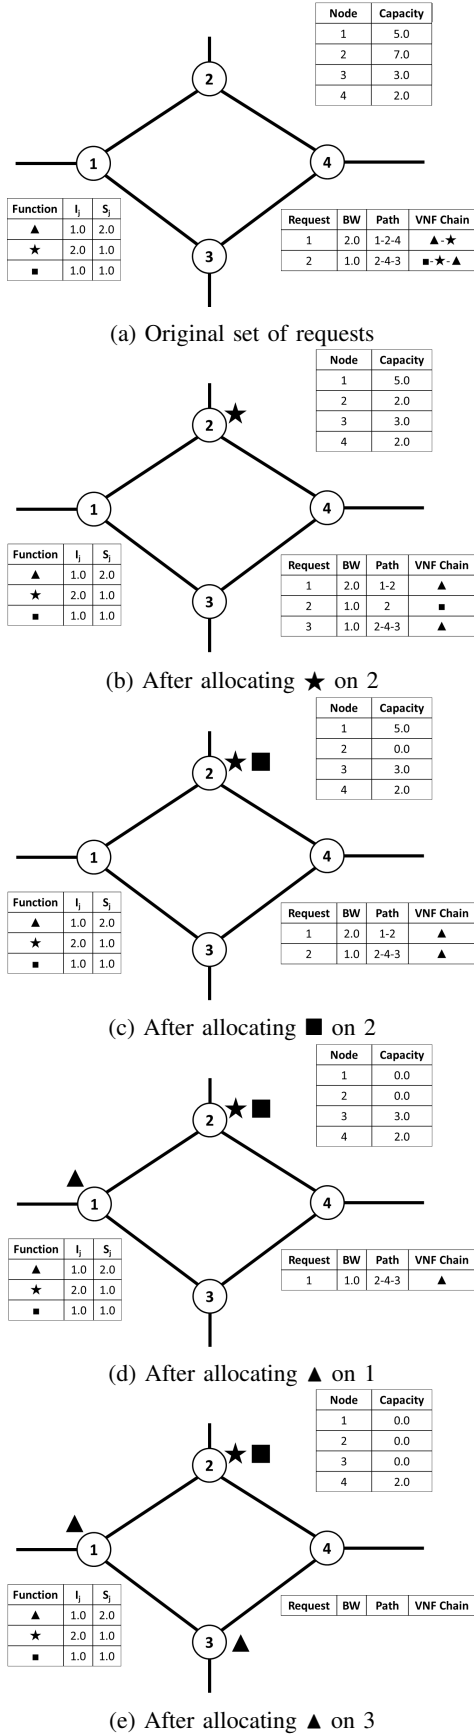 Node Capacity
1 5.0
2 7.0
3 3.0
4 2.0
2
1
4
3
Function Ij Sj
▲ 1.0 2.0
★ 2.0 1.0
■ 1.0 1.0
Request BW Path VNF Chain
1 2.0 1-2-4 ▲-★
2 1.0 2-4-3 ■-★-▲
(a) Original set of requests
Node Capacity
1 5.0
2 2.0
3 3.0
4 2.0
2 ★
1
4
3
Function Ij Sj
▲ 1.0 2.0
★ 2.0 1.0
■ 1.0 1.0
Request BW Path VNF Chain
1 2.0 1-2 ▲
2 1.0 2 ■
3 1.0 2-4-3 ▲
(b) After allocating ★ on 2
Node Capacity
1 5.0
2 0.0
3 3.0
4 2.0
2 ★ ■
1
4
3
Function Ij Sj
▲ 1.0 2.0
★ 2.0 1.0
■ 1.0 1.0
Request BW Path VNF Chain
1 2.0 1-2 ▲
2 1.0 2-4-3 ▲
(c) After allocating ■ on 2
Node Capacity
1 0.0
2 0.0
3 3.0
4 2.0
2 ★ ■
▲ 1
4
3
Function Ij Sj
▲ 1.0 2.0
★ 2.0 1.0
■ 1.0 1.0
Request BW Path VNF Chain
1 1.0 2-4-3 ▲
(d) After allocating ▲ on 1
Node Capacity
1 0.0
2 0.0
3 0.0
4 2.0
2 ★ ■
▲ 1
4
3 ▲
Function Ij Sj
▲ 1.0 2.0
★ 2.0 1.0
■ 1.0 1.0
Request BW Path VNF Chain
(e) After allocating ▲ on 3